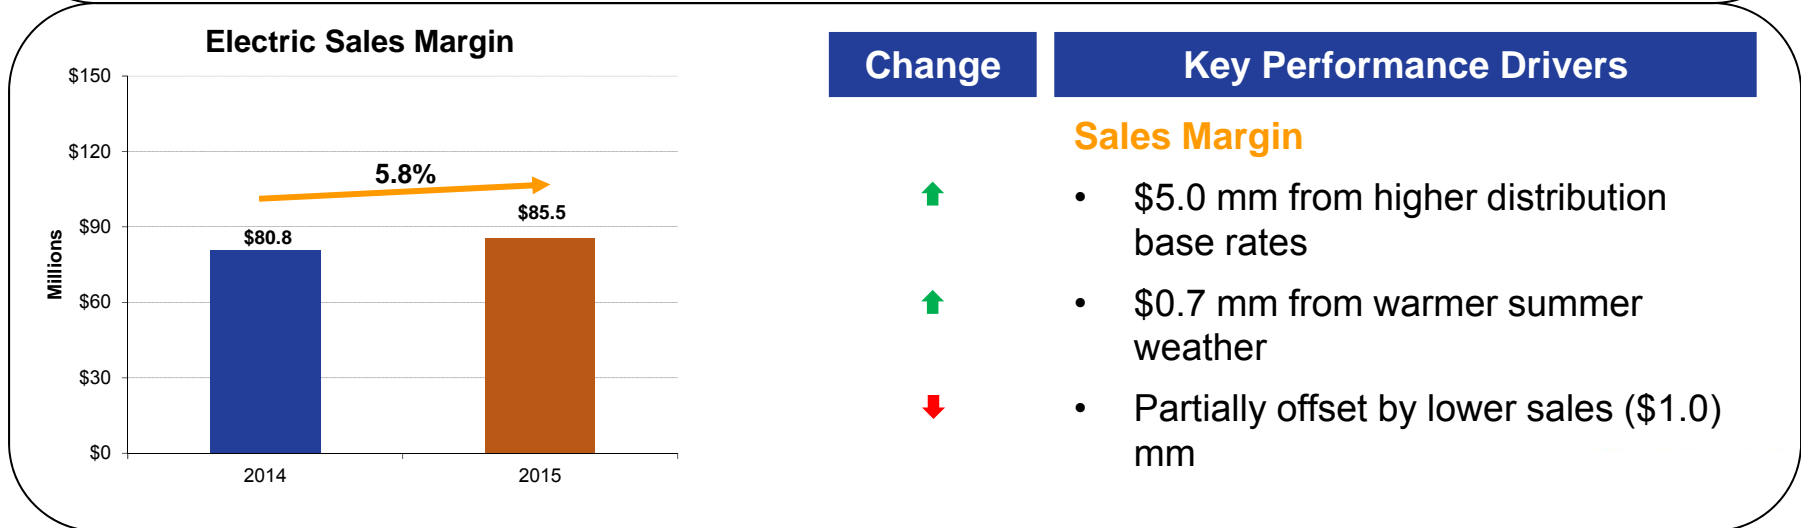 Electric Sales Margin
$150
$120
$90
$60
$30
$0
Millions
5.8%
$80.8
$85.5
2014
2015
Change
Key Performance Drivers
Sales Margin
• $5.0 mm from higher distribution
base rates
• $0.7 mm from warmer summer
weather
• Partially offset by lower sales ($1.0)
mm